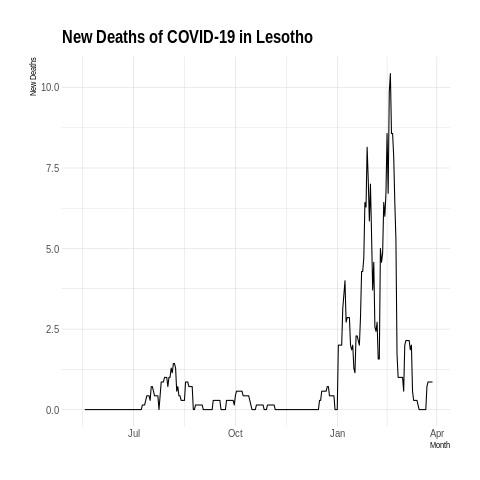 New Deaths of COVID-19 in Lesotho
New Deaths
10.0
7.5
5.0
2.5
0.0
Jul Oct Jan Apr
Month